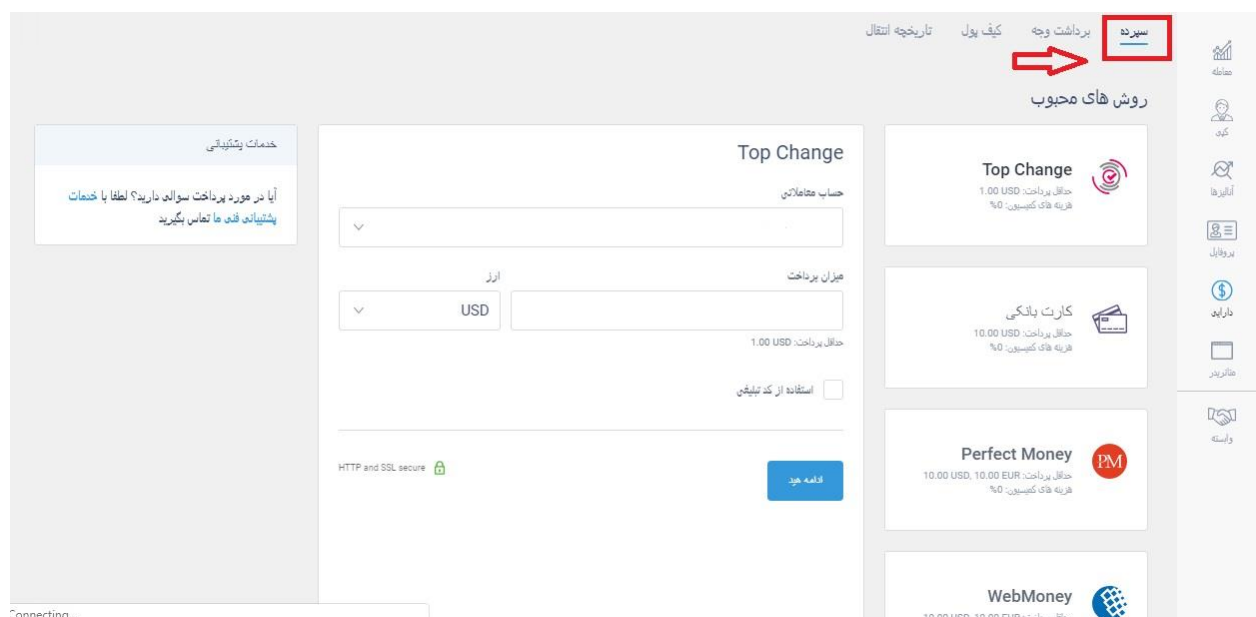 سپرده
برداشت وجه
کیف پول
تاریخچه انتقال
معامله
کپی
آنالیزها
پروفایل
دارایی
متاتریدر
وابسته
روش های محبوب
Top Change
حداقل پرداخت: 1.00 USD
هزینه های کمیسیون: 0%
کارت بانکی
حداقل پرداخت: 10.00 USD
هزینه های کمیسیون: 0%
Perfect Money
حداقل پرداخت: 10.00 USD, 10.00 EUR
هزینه های کمیسیون: 0%
WebMoney
Top Change
حساب معاملاتی
میزان پرداخت
ارز
USD
حداقل پرداخت: 1.00 USD
استفاده از کد تبلیغی
ادامه هید
HTTP and SSL secure
خدمات پشتیبانی
آیا در مورد پرداخت سوالی دارید؟ لطفا با خدمات
پشتیبانی فنی ما تماس بگیرید